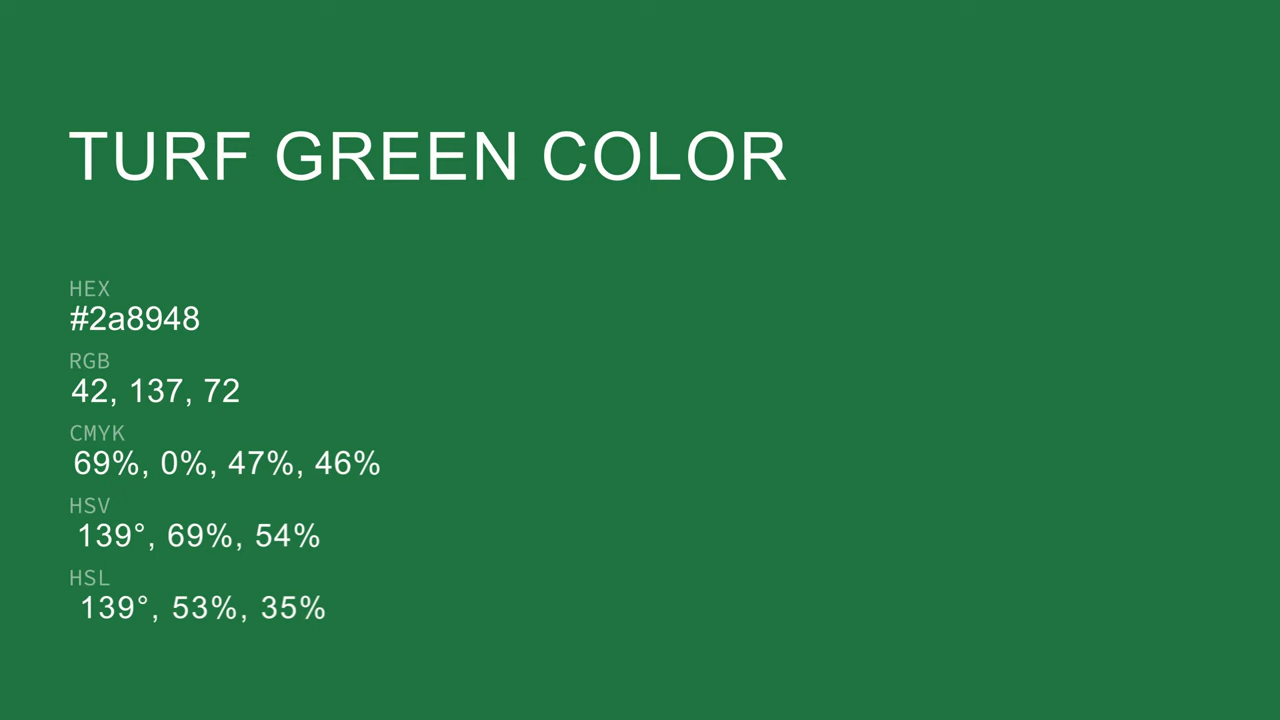 TURF GREEN COLOR
HEX
#2a8948
RGB
42, 137, 72
CMYK
69%, 0%, 47%, 46%
HSV
139°, 69%, 54%
HSL
139°, 53%, 35%